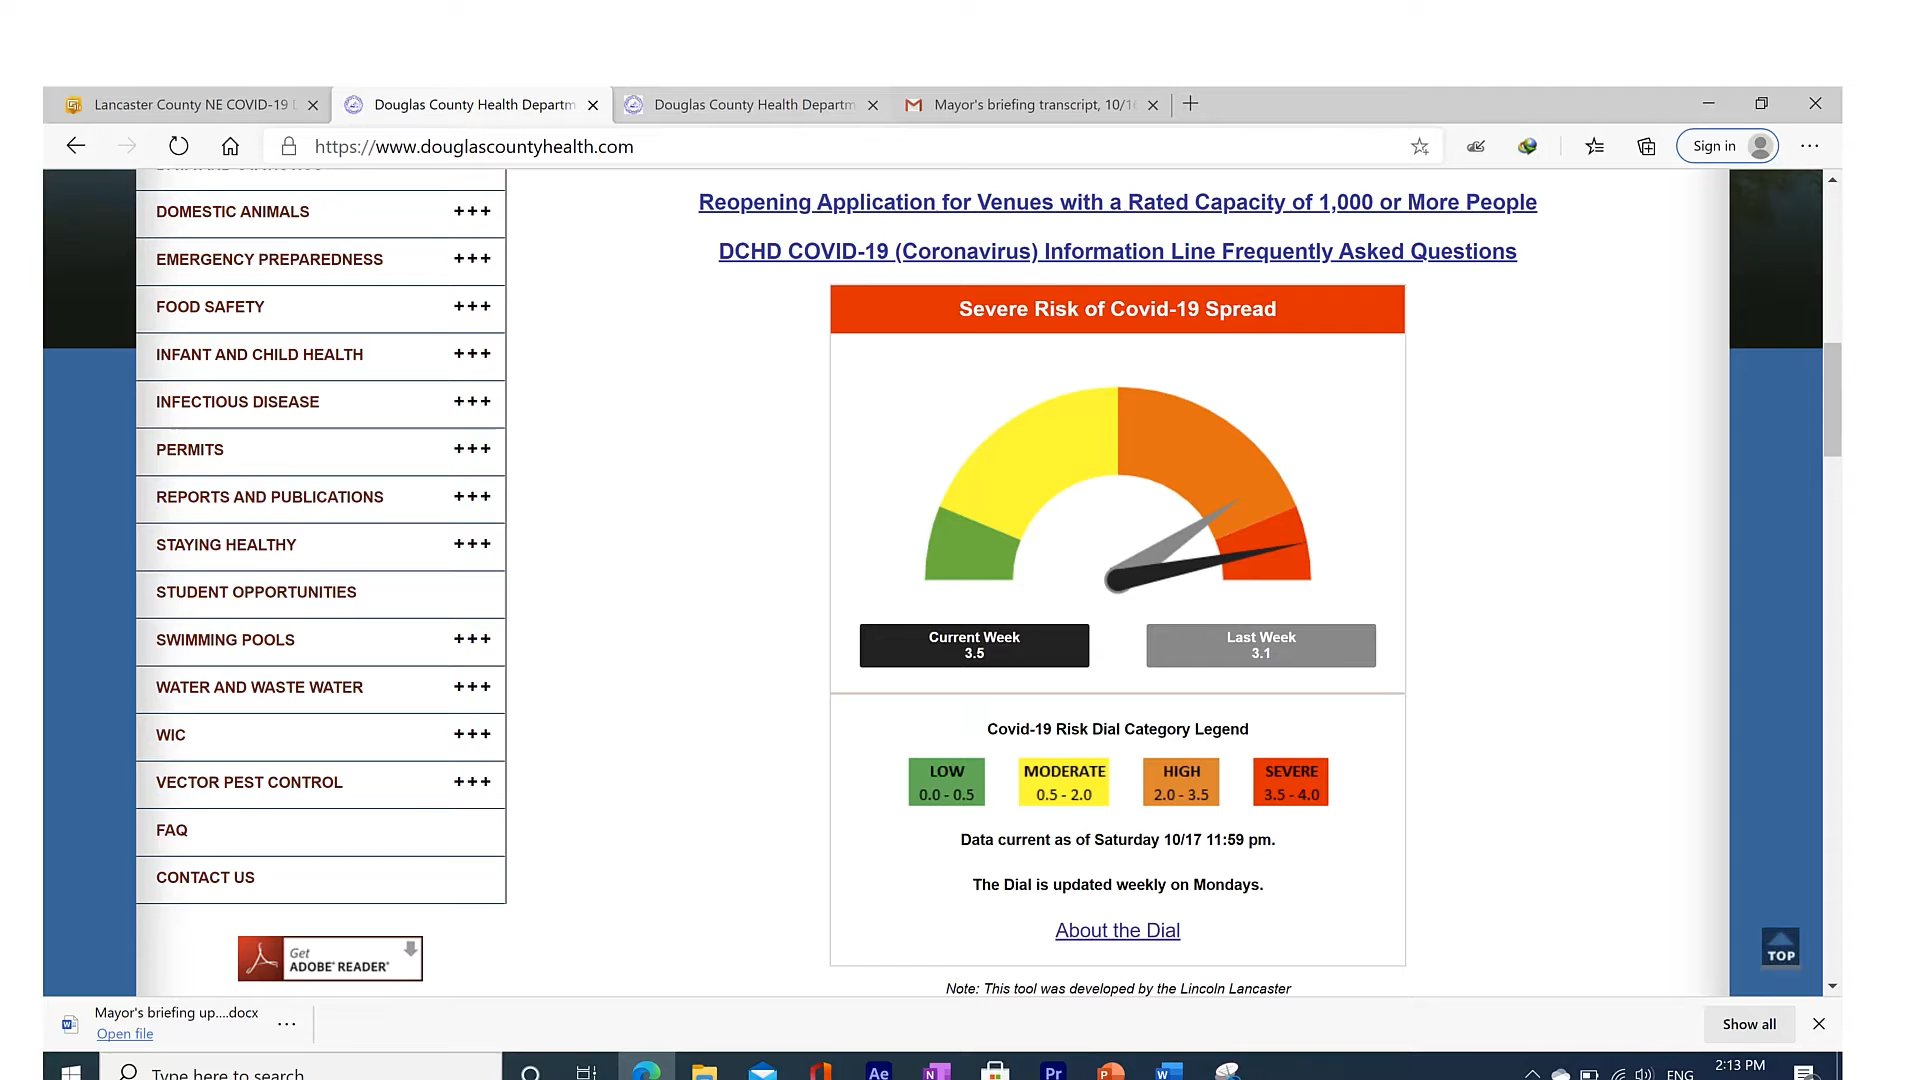 Lancaster County NE COVID-19
Douglas County Health Departm
Douglas County Health Departm
Mayor's briefing transcript, 10/1
https://www.douglascountyhealth.com
Sign in
DOMESTIC ANIMALS +++
EMERGENCY PREPAREDNESS +++
FOOD SAFETY +++
INFANT AND CHILD HEALTH +++
INFECTIOUS DISEASE +++
PERMITS +++
REPORTS AND PUBLICATIONS +++
STAYING HEALTHY +++
STUDENT OPPORTUNITIES
SWIMMING POOLS +++
WATER AND WASTE WATER +++
WIC +++
VECTOR PEST CONTROL +++
FAQ
CONTACT US
Get
ADOBE® READER®
Reopening Application for Venues with a Rated Capacity of 1,000 or More People
DCHD COVID-19 (Coronavirus) Information Line Frequently Asked Questions
Severe Risk of Covid-19 Spread
Current Week
3.5
Last Week
3.1
Covid-19 Risk Dial Category Legend
LOW
0.0 - 0.5
MODERATE
0.5 - 2.0
HIGH
2.0 - 3.5
SEVERE
3.5 - 4.0
Data current as of Saturday 10/17 11:59 pm.
The Dial is updated weekly on Mondays.
About the Dial
Note: This tool was developed by the Lincoln Lancaster
TOP
Mayor's briefing up....docx
Open file
Show all
Type here to search
Ae
N
Pr
P
W
ENG
2:13 PM